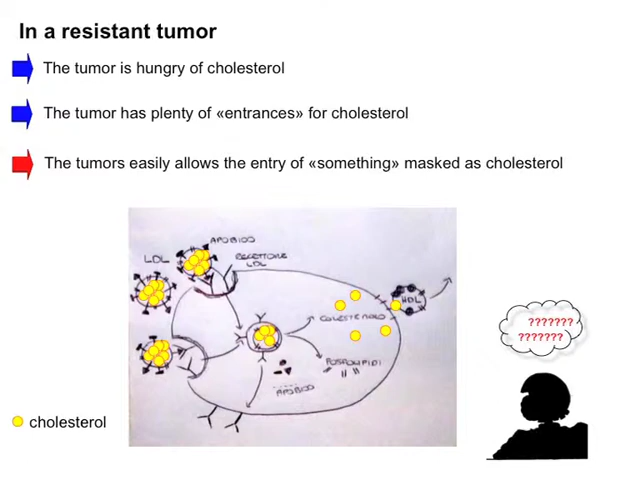 In a resistant tumor
The tumor is hungry of cholesterol
The tumor has plenty of «entrances» for cholesterol
The tumors easily allows the entry of «something» masked as cholesterol
APOB100
LDL
RECETTORE
LDL
HDL
COLESTEROLO
???????
???????
FOSFOLIPIDI
APOB100
cholesterol